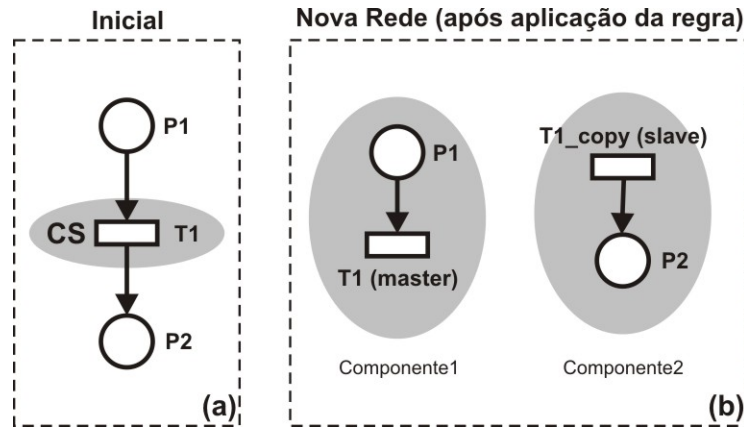 Inicial
P1
CS
T1
P2
(a)
Nova Rede (após aplicação da regra)
P1
T1 (master)
Componente1
T1_copy (slave)
P2
Componente2
(b)